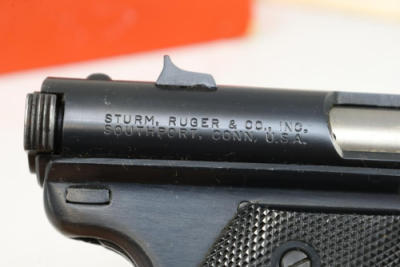 STURM, RUGER & CO., INC.
SOUTHPORT, CONN. U.S.A.